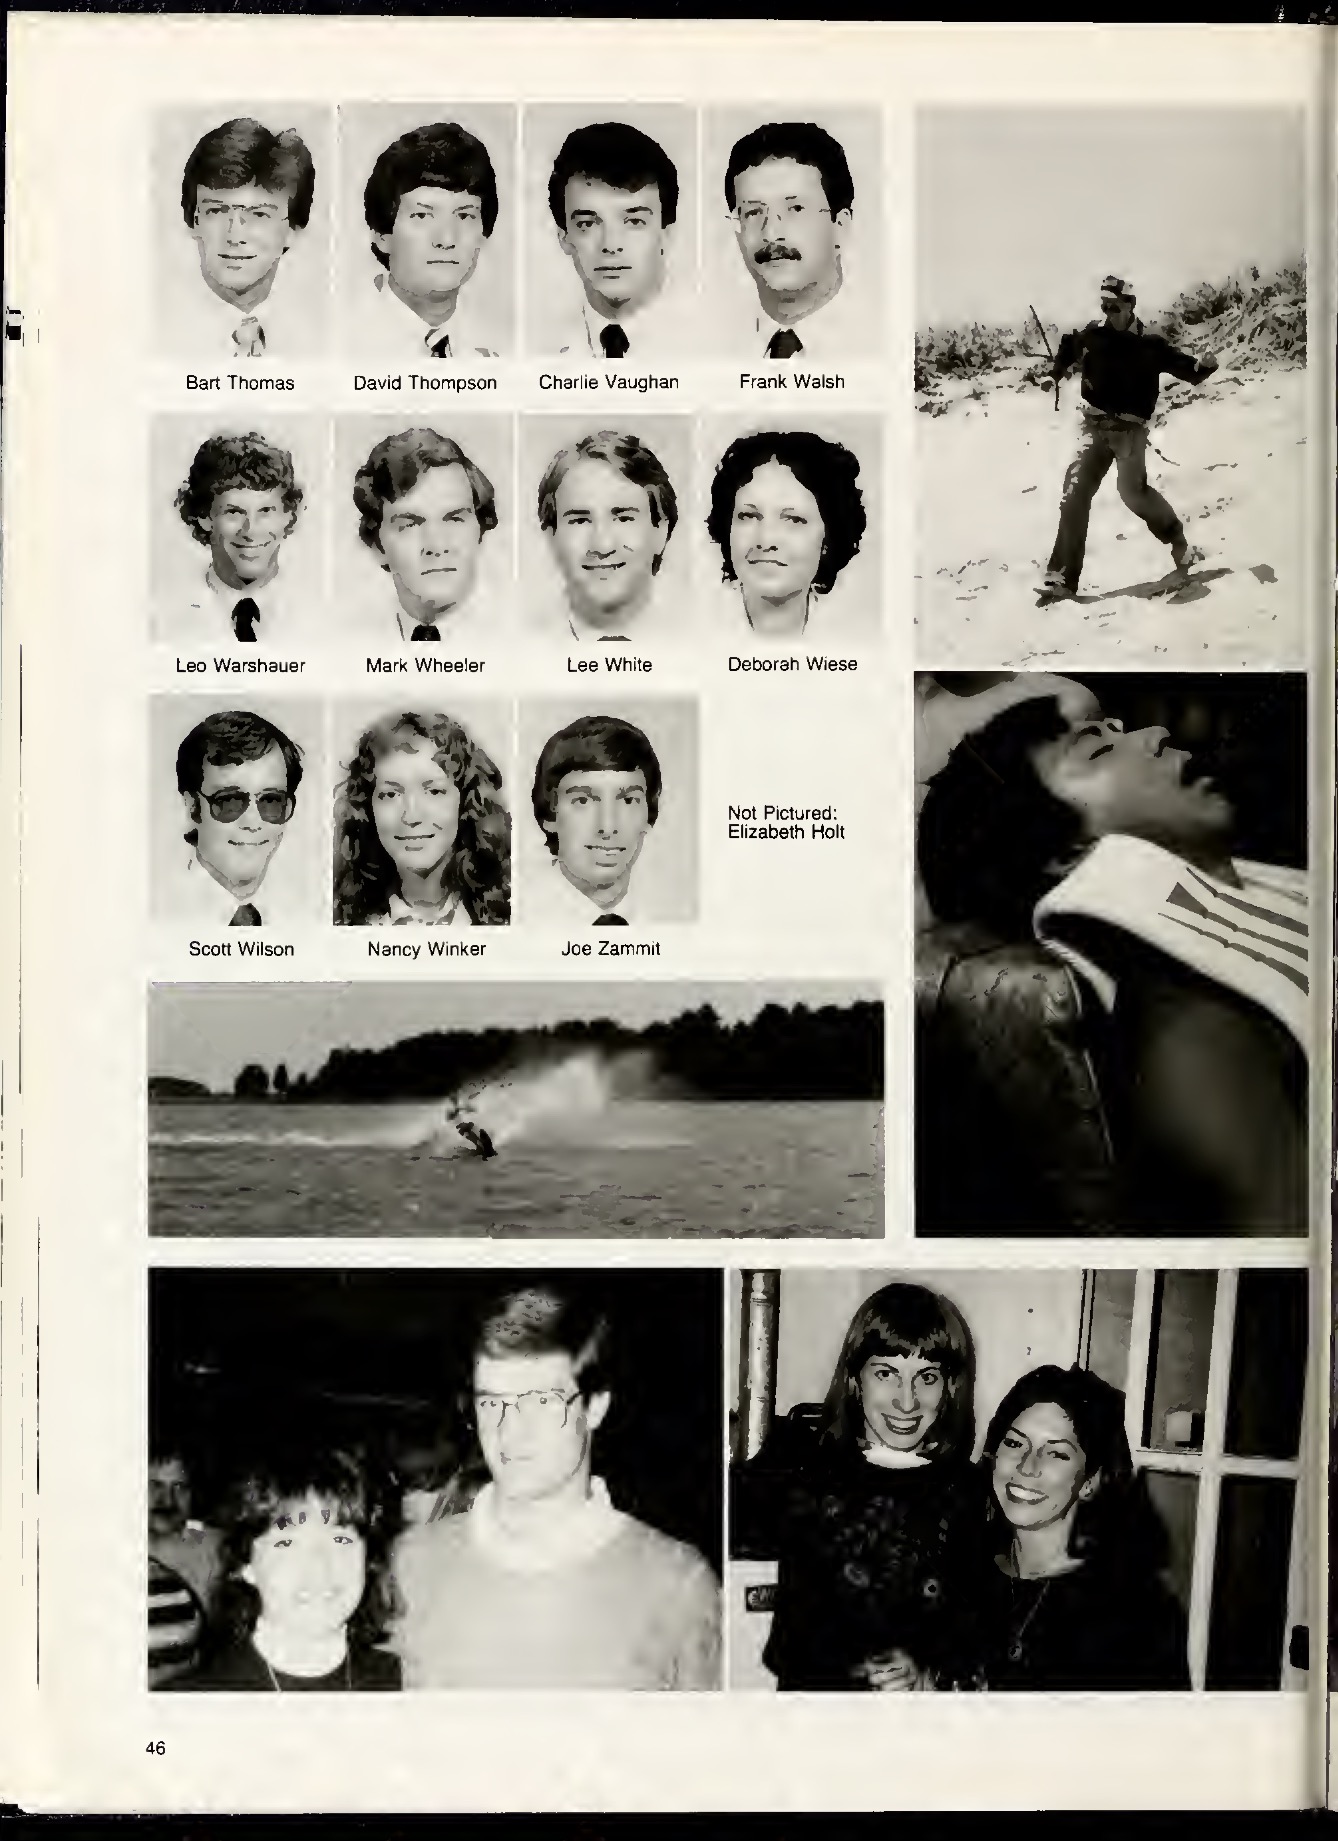 Bart Thomas
David Thompson
Charlie Vaughan
Frank Walsh
Leo Warshauer
Mark Wheeler
Lee White
Deborah Wiese
Scott Wilson
Nancy Winker
Joe Zammit
Not Pictured:
Elizabeth Holt
46